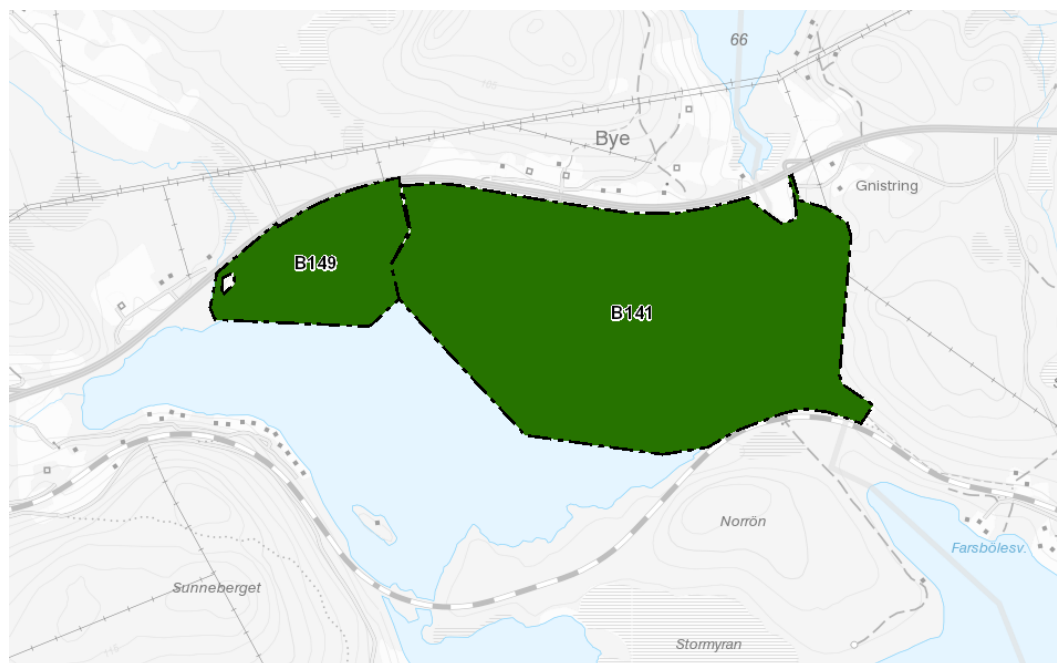 66
Bye
Gnistring
B149
B141
Norrön
Farsbölesv.
Sunneberget
Stormyran